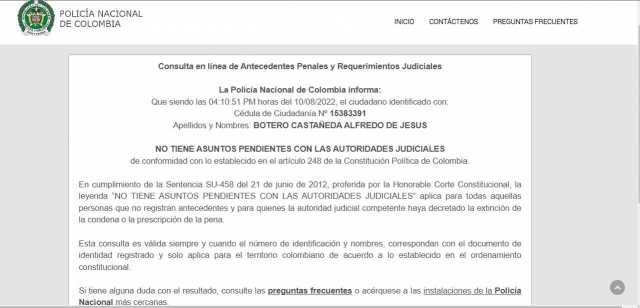 POLICÍA NACIONAL
DE COLOMBIA
INICIO CONTÁCTENOS PREGUNTAS FRECUENTES
Consulta en línea de Antecedentes Penales y Requerimientos Judiciales
La Policía Nacional de Colombia informa:
Que siendo las 04:10:51 PM horas del 10/08/2022, el ciudadano identificado con:
Cédula de Ciudadanía Nº 15383391
Apellidos y Nombres: BOTERO CASTAÑEDA ALFREDO DE JESUS
NO TIENE ASUNTOS PENDIENTES CON LAS AUTORIDADES JUDICIALES
de conformidad con lo establecido en el artículo 248 de la Constitución Política de Colombia.
En cumplimiento de la Sentencia SU-458 del 21 de junio de 2012, proferida por la Honorable Corte Constitucional, la
leyenda "NO TIENE ASUNTOS PENDIENTES CON LAS AUTORIDADES JUDICIALES" aplica para todas aquellas
personas que no registran antecedentes y para quienes la autoridad judicial competente haya decretado la extinción de
la condena o la prescripción de la pena.
Esta consulta es válida siempre y cuando el número de identificación y nombres, correspondan con el documento de
identidad registrado y solo aplica para el territorio colombiano de acuerdo a lo establecido en el ordenamiento
constitucional.
Si tiene alguna duda con el resultado, consulte las preguntas frecuentes o acérquese a las instalaciones de la Policía
Nacional más cercanas.